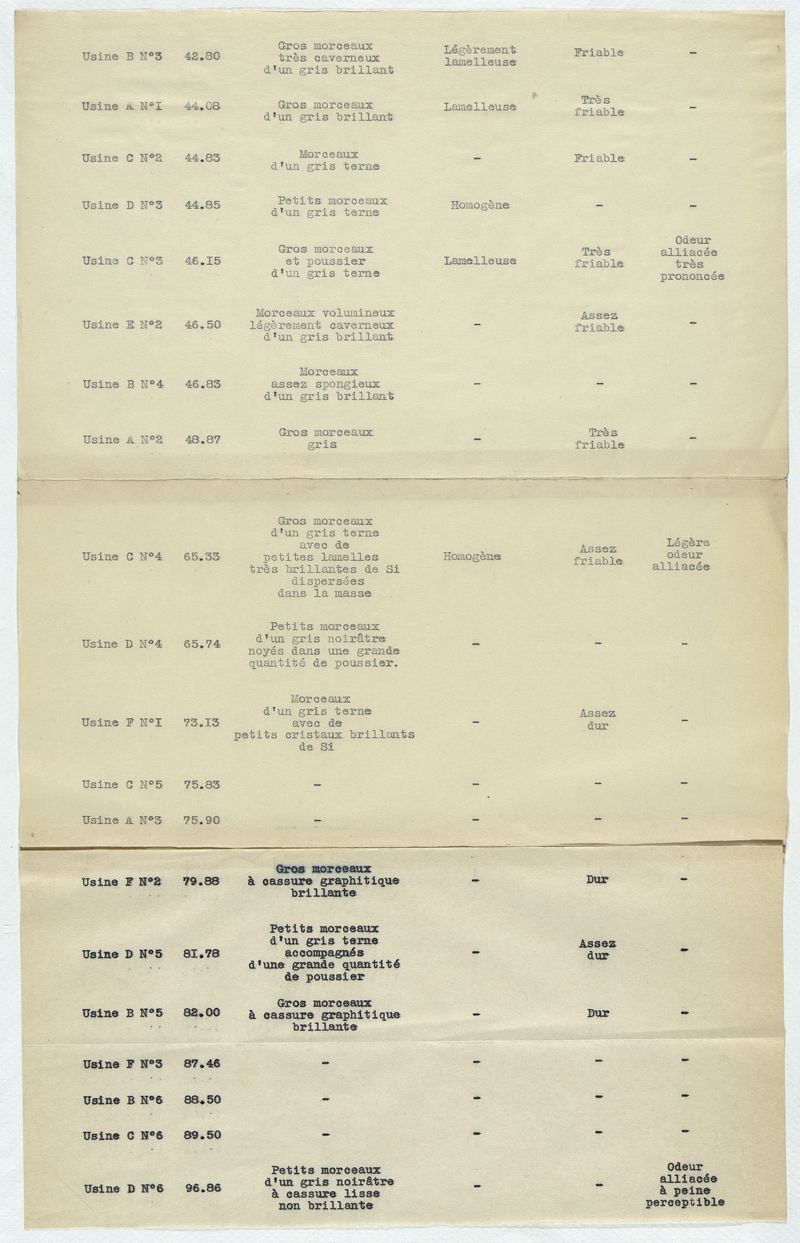 Usine B N°3 42.80 Gros morceaux très caverneux d'un gris brillant Légèrement lamelleuse Friable -
Usine A N°I 44.08 Gros morceaux d'un gris brillant Lamelleuse Très friable -
Usine C N°2 44.83 Morceaux d'un gris terne - Friable -
Usine D N°3 44.85 Petits morceaux d'un gris terne Homogène - -
Usine C N°3 46.I5 Gros morceaux et poussier d'un gris terne Lamelleuse Très friable Odeur alliacée très prononcée
Usine E N°2 46.50 Morceaux volumineux légèrement caverneux d'un gris brillant - Assez friable -
Usine B N°4 46.83 Morceaux assez spongieux d'un gris brillant - - -
Usine A N°2 48.87 Gros morceaux gris - Très friable -
Usine C N°4 65.33 Gros morceaux d'un gris terne avec de petites lamelles très brillantes de Si dispersées dans la masse Homogène Assez friable Légère odeur alliacée
Usine D N°4 65.74 Petits morceaux d'un gris noirâtre noyés dans une grande quantité de poussier. - - -
Usine F N°I 73.I3 Morceaux d'un gris terne avec de petits cristaux brillants de Si - Assez dur -
Usine C N°5 75.83 - - - -
Usine A N°3 75.90 - - - -
Usine F N°2 79.88 Gros morceaux à cassure graphitique brillante - Dur -
Usine D N°5 8I.78 Petits morceaux d'un gris terne accompagnés d'une grande quantité de poussier - Assez dur -
Usine B N°5 82.00 Gros morceaux à cassure graphitique brillante - Dur -
Usine F N°3 87.46 - - - -
Usine B N°6 88.50 - - - -
Usine C N°6 89.50 - - - -
Usine D N°6 96.86 Petits morceaux d'un gris noirâtre à cassure lisse non brillante - - Odeur alliacée à peine perceptible